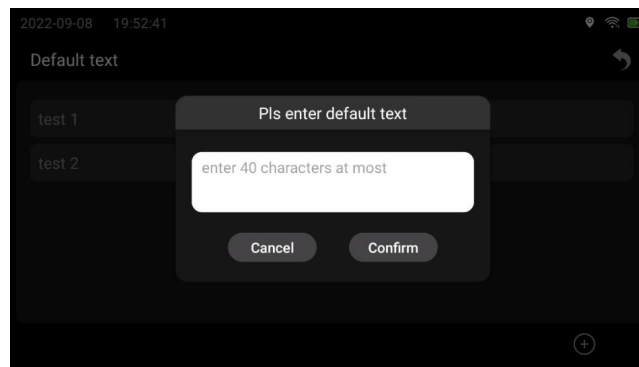 2022-09-08 19:52:41
Default text
test 1
test 2
Pls enter default text
enter 40 characters at most
Cancel Confirm